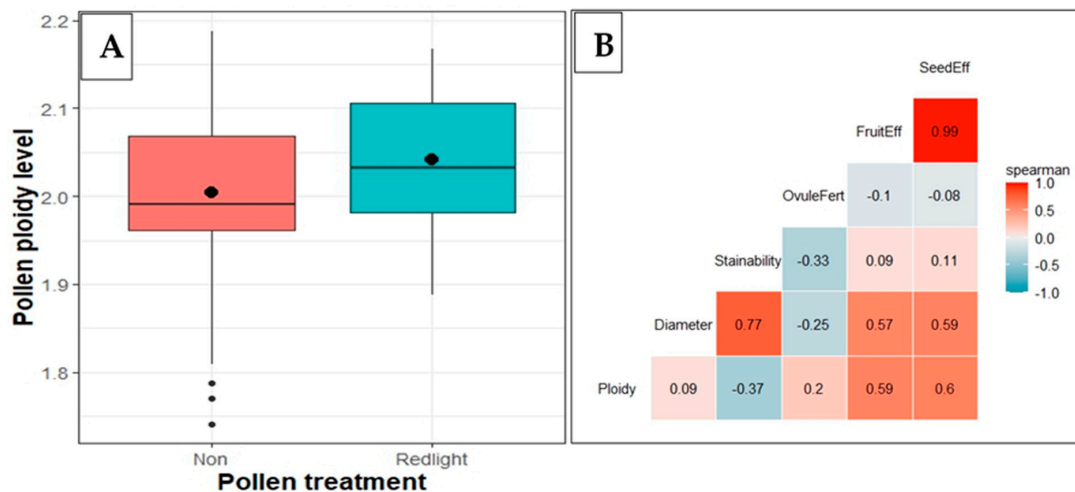 A
Pollen ploidy level
2.2
2.1
2.0
1.9
1.8
Non
Redlight
Pollen treatment
B
SeedEff
FruitEff
0.99
OvuleFert
-0.1
-0.08
Stainability
-0.33
0.09
0.11
Diameter
0.77
-0.25
0.57
0.59
Ploidy
0.09
-0.37
0.2
0.59
0.6
spearman
1.0
0.5
0.0
-0.5
-1.0